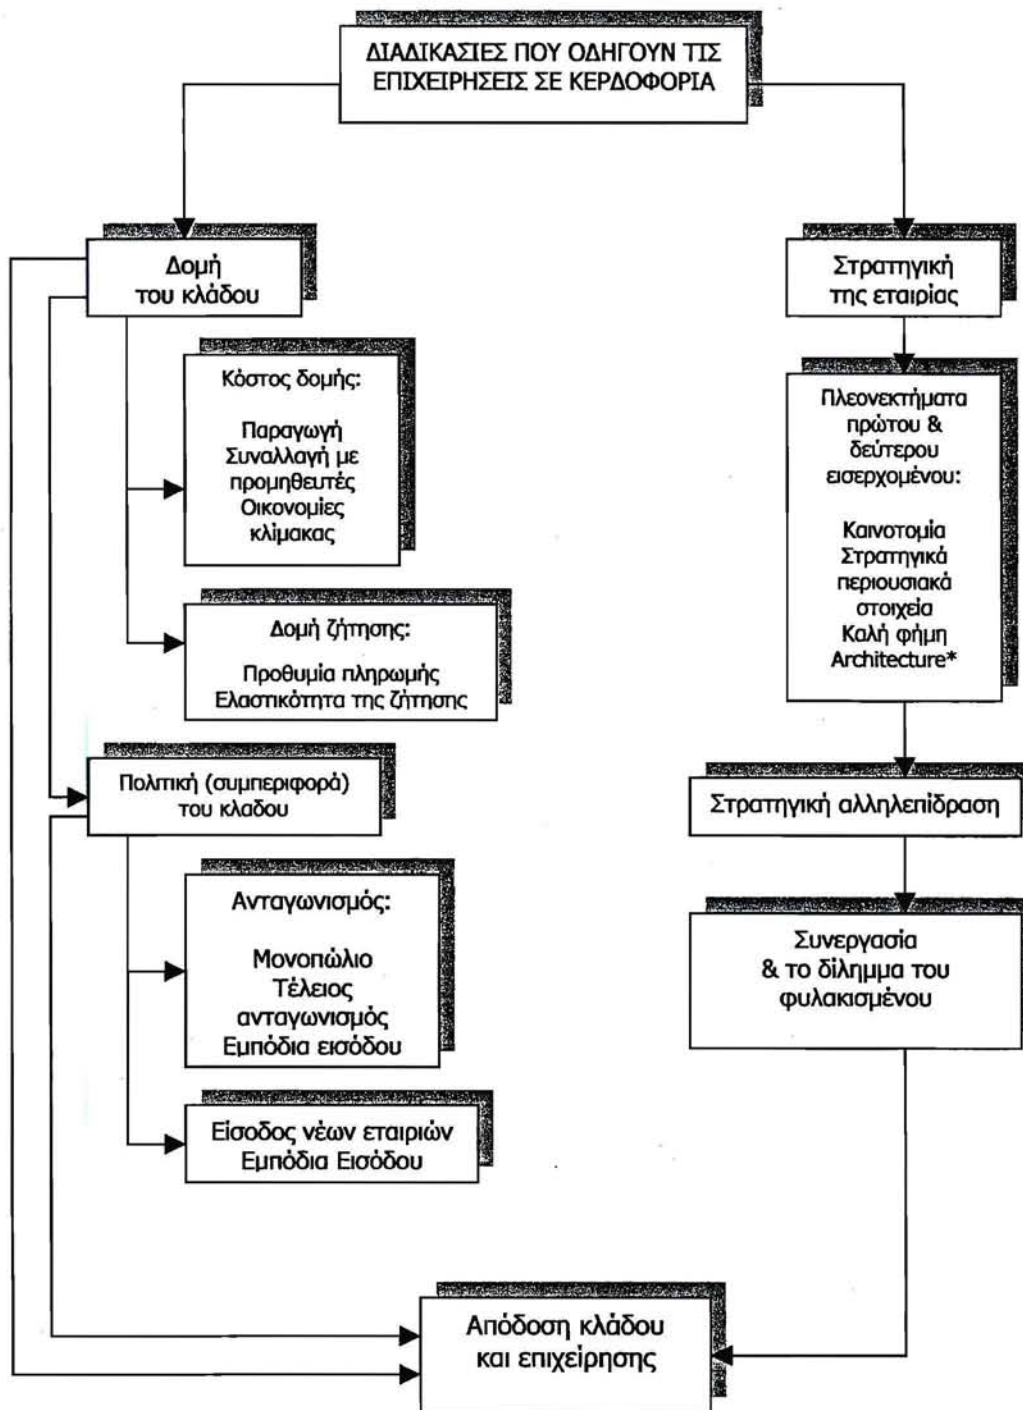 ΔΙΑΔΙΚΑΣΙΕΣ ΠΟΥ ΟΔΗΓΟΥΝ ΤΙΣ
ΕΠΙΧΕΙΡΗΣΕΙΣ ΣΕ ΚΕΡΔΟΦΟΡΙΑ
Δομή
του κλάδου
Κόστος δομής:
Παραγωγή
Συναλλαγή με
προμηθευτές
Οικονομίες
κλίμακας
Δομή ζήτησης:
Προθυμία πληρωμής
Ελαστικότητα της ζήτησης
Πολιτική (συμπεριφορά)
του κλαδου
Ανταγωνισμός:
Μονοπώλιο
Τέλειος
ανταγωνισμός
Εμπόδια εισόδου
Είσοδος νέων εταιριών
Εμπόδια Εισόδου
Στρατηγική
της εταιρίας
Πλεονεκτήματα
πρώτου &
δεύτερου
εισερχομένου:
Καινοτομία
Στρατηγικά
περιουσιακά
στοιχεία
Καλή φήμη
Architecture*
Στρατηγική αλληλεπίδραση
Συνεργασία
& το δίλημμα του
φυλακισμένου
Απόδοση κλάδου
και επιχείρησης